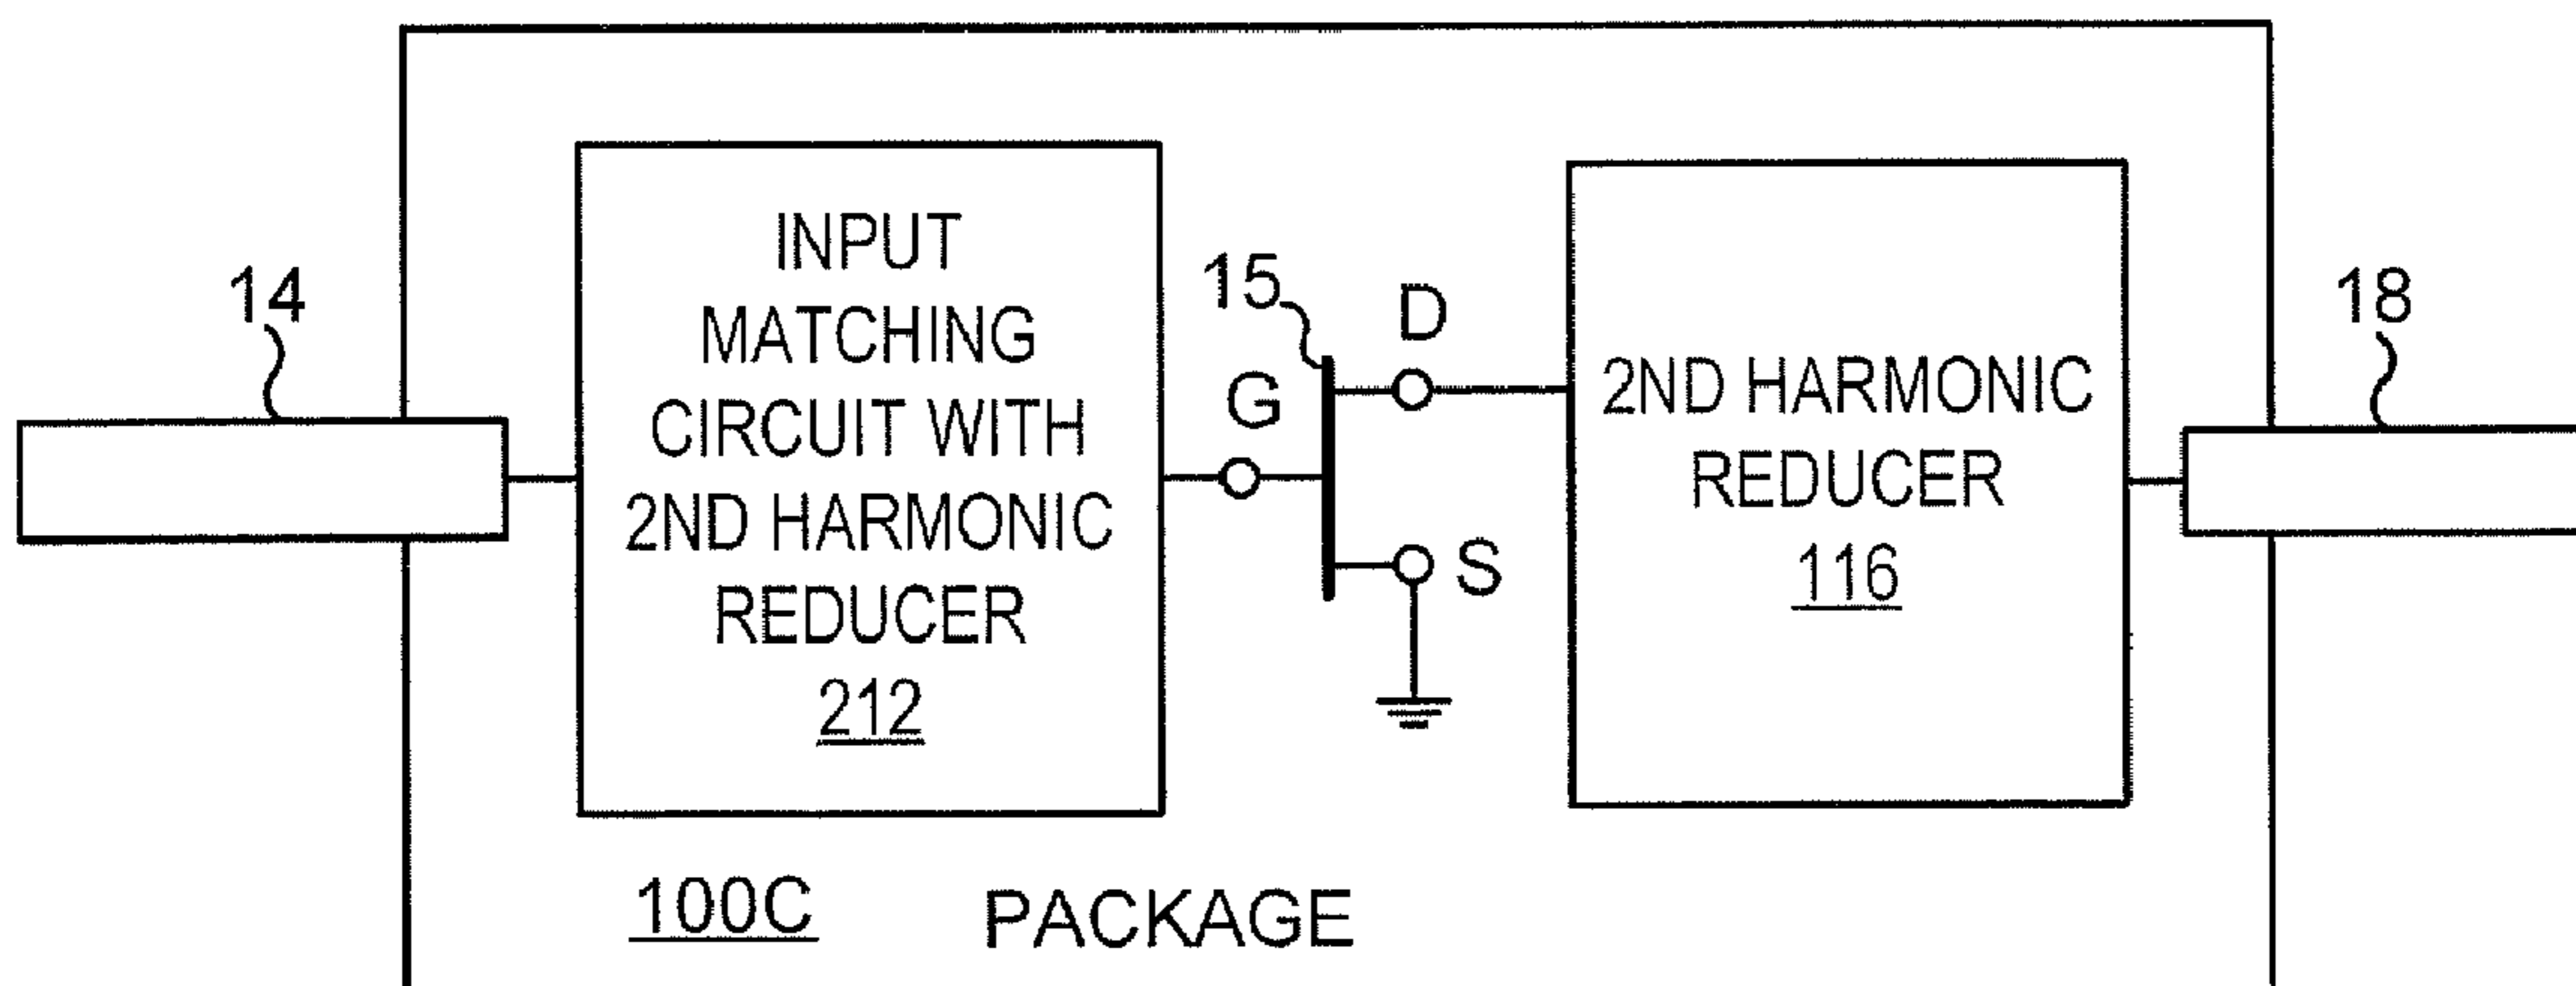 14
INPUT
MATCHING
CIRCUIT WITH
2ND HARMONIC
REDUCER
212
15
G
D
S
2ND HARMONIC
REDUCER
116
18
100C
PACKAGE